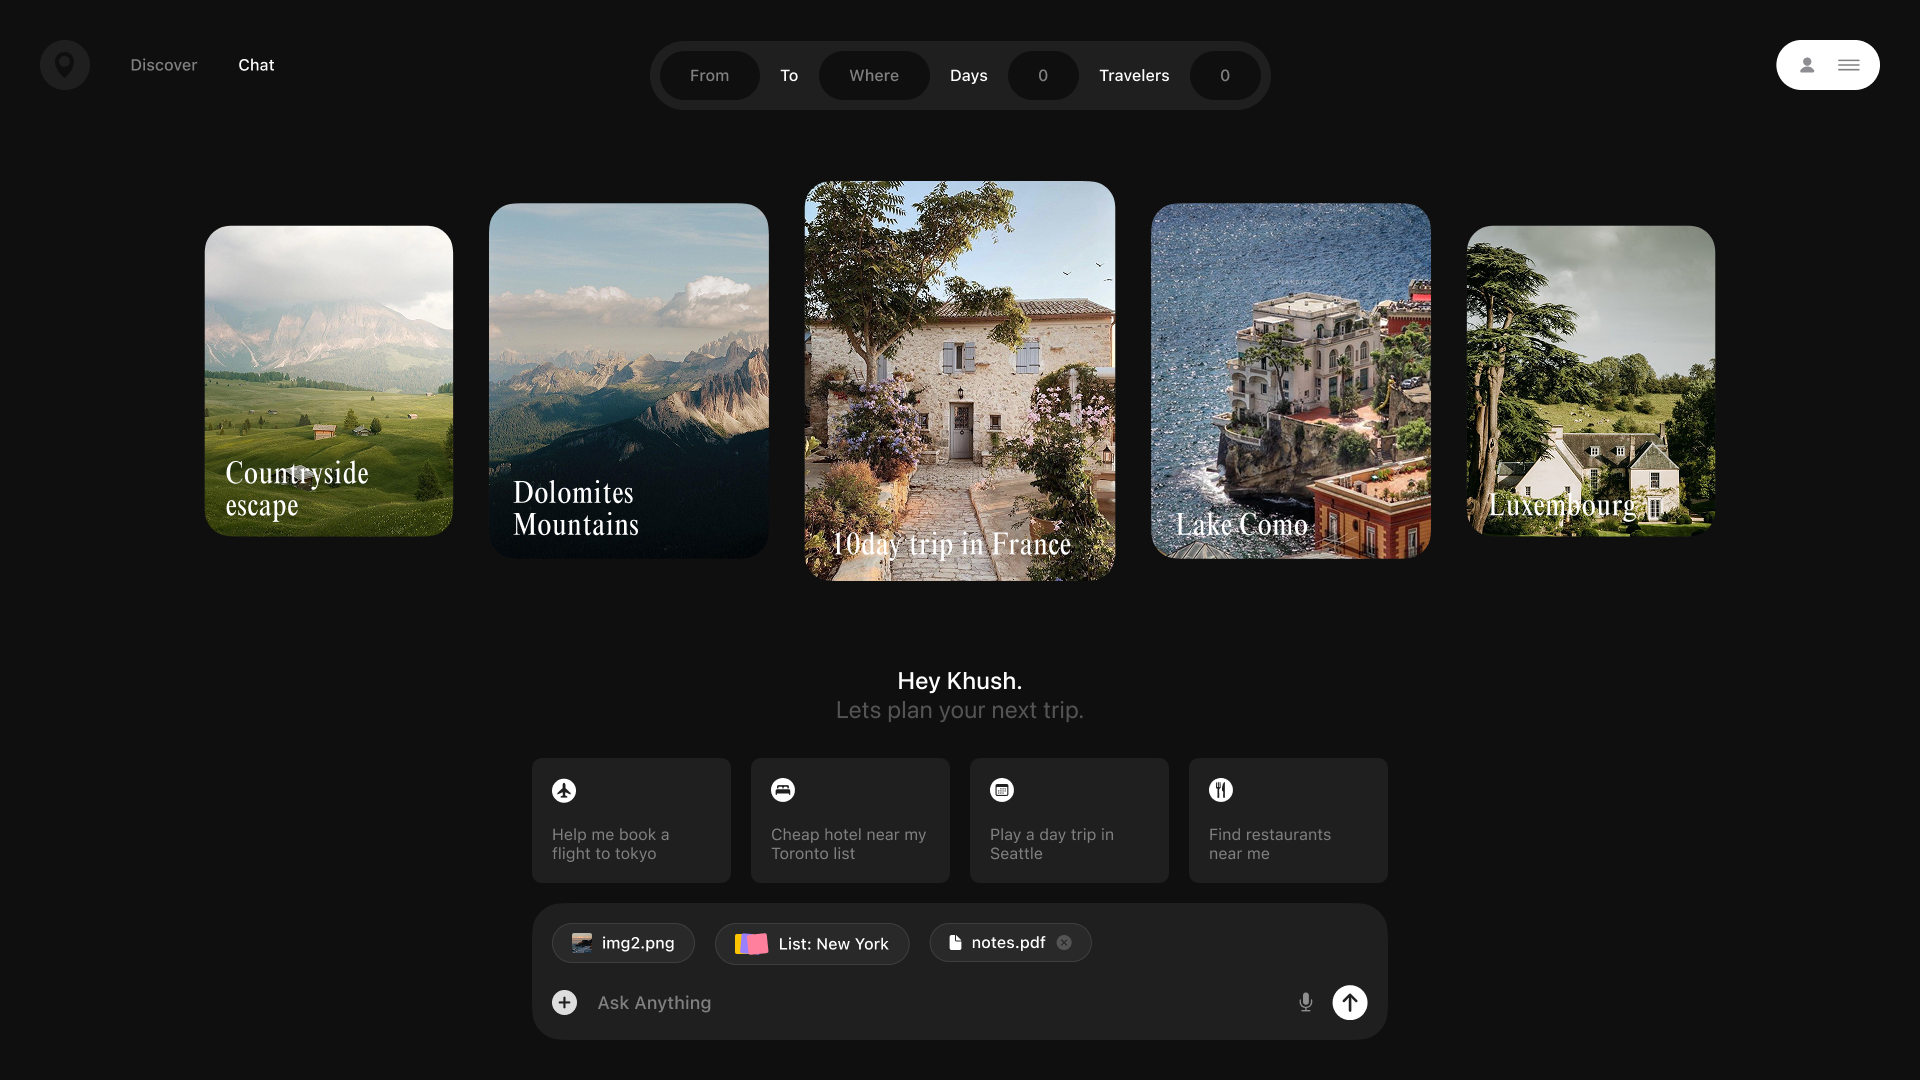 Discover
Chat
From
To
Where
Days
0
Travelers
0
Countryside
escape
Dolomites
Mountains
10day trip in France
Lake Como
Luxembourg
Hey Khush.
Lets plan your next trip.
Help me book a
flight to tokyo
Cheap hotel near my
Toronto list
Play a day trip in
Seattle
Find restaurants
near me
img2.png
List: New York
notes.pdf
Ask Anything